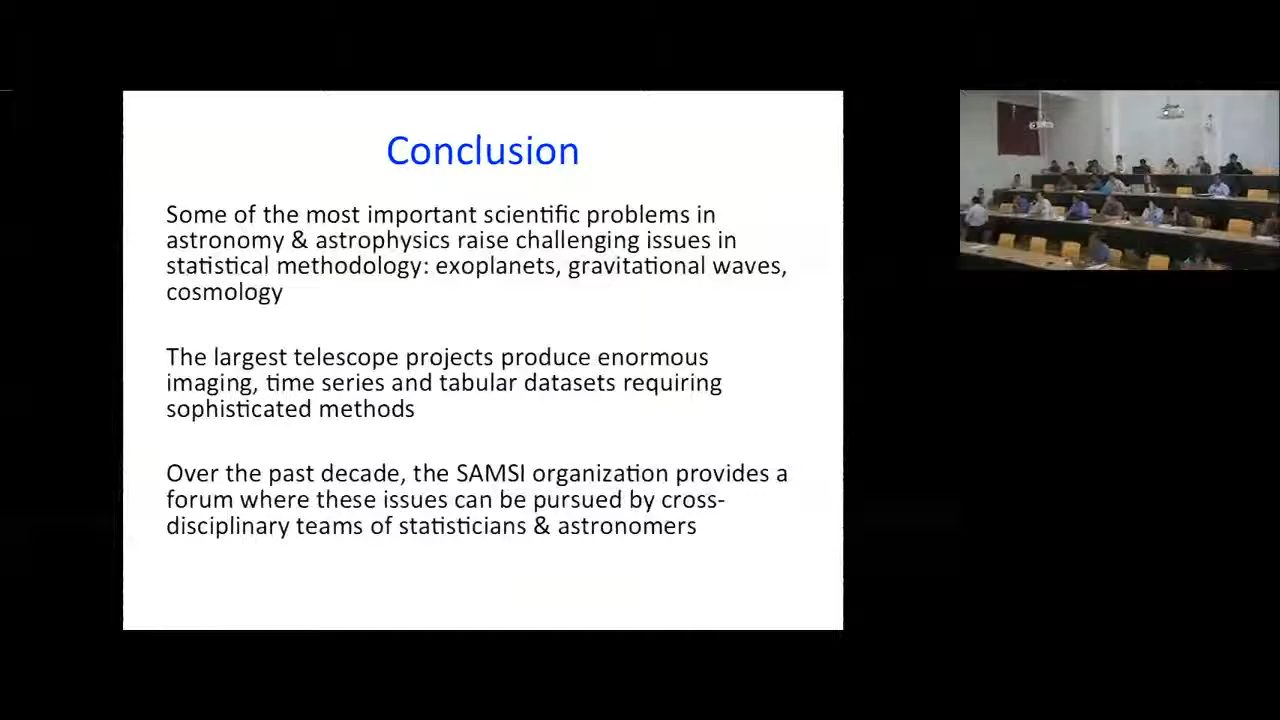 Conclusion
Some of the most important scientific problems in
astronomy & astrophysics raise challenging issues in
statistical methodology: exoplanets, gravitational waves,
cosmology
The largest telescope projects produce enormous
imaging, time series and tabular datasets requiring
sophisticated methods
Over the past decade, the SAMSI organization provides a
forum where these issues can be pursued by cross-
disciplinary teams of statisticians & astronomers